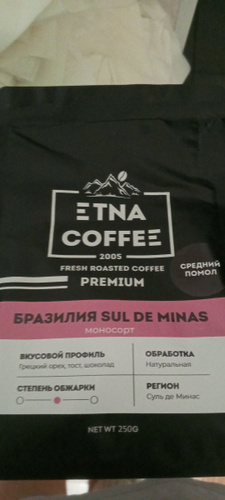 ETNA
COFFEE
2005
FRESH ROASTED COFFEE
PREMIUM
СРЕДНИЙ
ПОМОЛ
БРАЗИЛИЯ SUL DE MINAS
моносорт
ВКУСОВОЙ ПРОФИЛЬ
Грецкий орех, тост, шоколад
ОБРАБОТКА
Натуральная
СТЕПЕНЬ ОБЖАРКИ
РЕГИОН
Суль де Минас
NET WT 250G